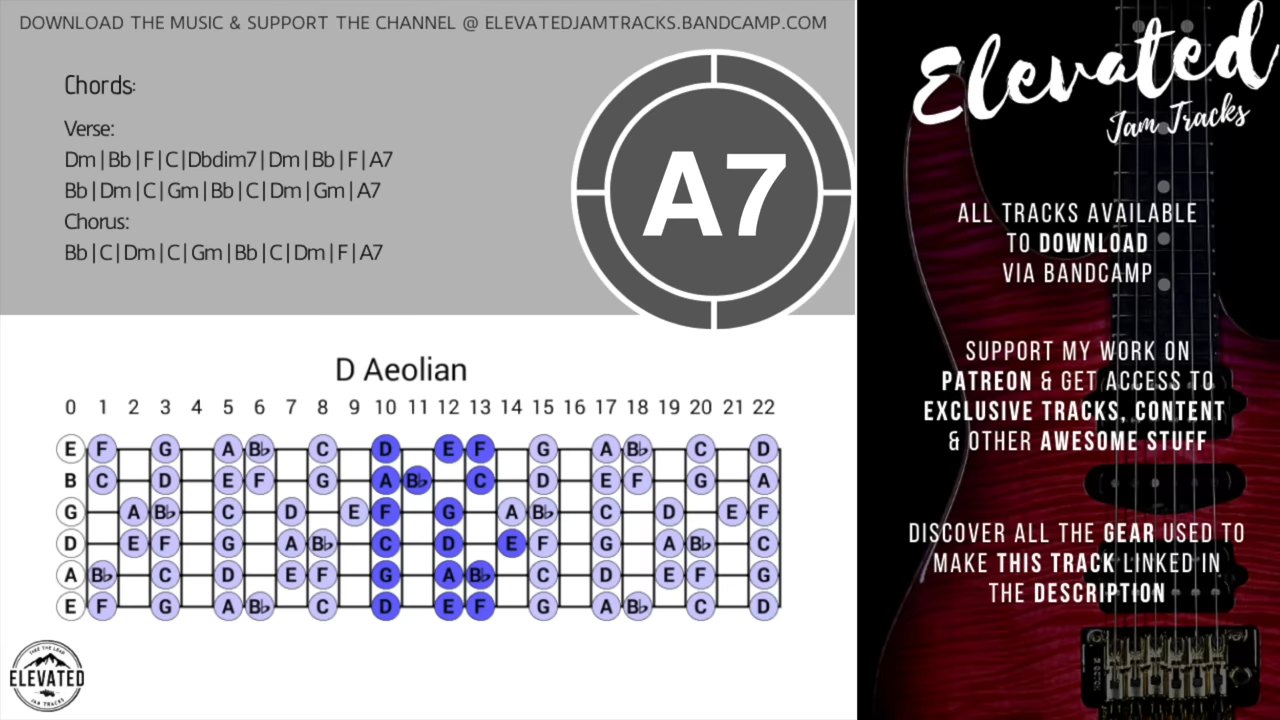 DOWNLOAD THE MUSIC & SUPPORT THE CHANNEL @ ELEVATEDJAMTRACKS.BANDCAMP.COM
Chords:
Verse:
Dm|Bb|F|C|Dbdim7|Dm|Bb|F|A7
Bb|Dm|C|Gm|Bb|C|Dm|Gm|A7
Chorus:
Bb|C|Dm|C|Gm|Bb|C|Dm|F|A7
A7
D Aeolian
0 1 2 3 4 5 6 7 8 9 10 11 12 13 14 15 16 17 18 19 20 21 22
E F G A B♭ C D E F G A B♭ C D
B C D E F G A B♭ C D E F G A
G A B♭ C D E F G A B♭ C D E F
D E F G A B♭ C D E F G A B♭ C
A B♭ C D E F G A B♭ C D E F G
E F G A B♭ C D E F G A B♭ C D
TAKE THE LEAD
ELEVATED
JAM TRACKS
Elevated
Jam Tracks
ALL TRACKS AVAILABLE
TO DOWNLOAD
VIA BANDCAMP
SUPPORT MY WORK ON
PATREON & GET ACCESS TO
EXCLUSIVE TRACKS, CONTENT
& OTHER AWESOME STUFF
DISCOVER ALL THE GEAR USED TO
MAKE THIS TRACK LINKED IN
THE DESCRIPTION